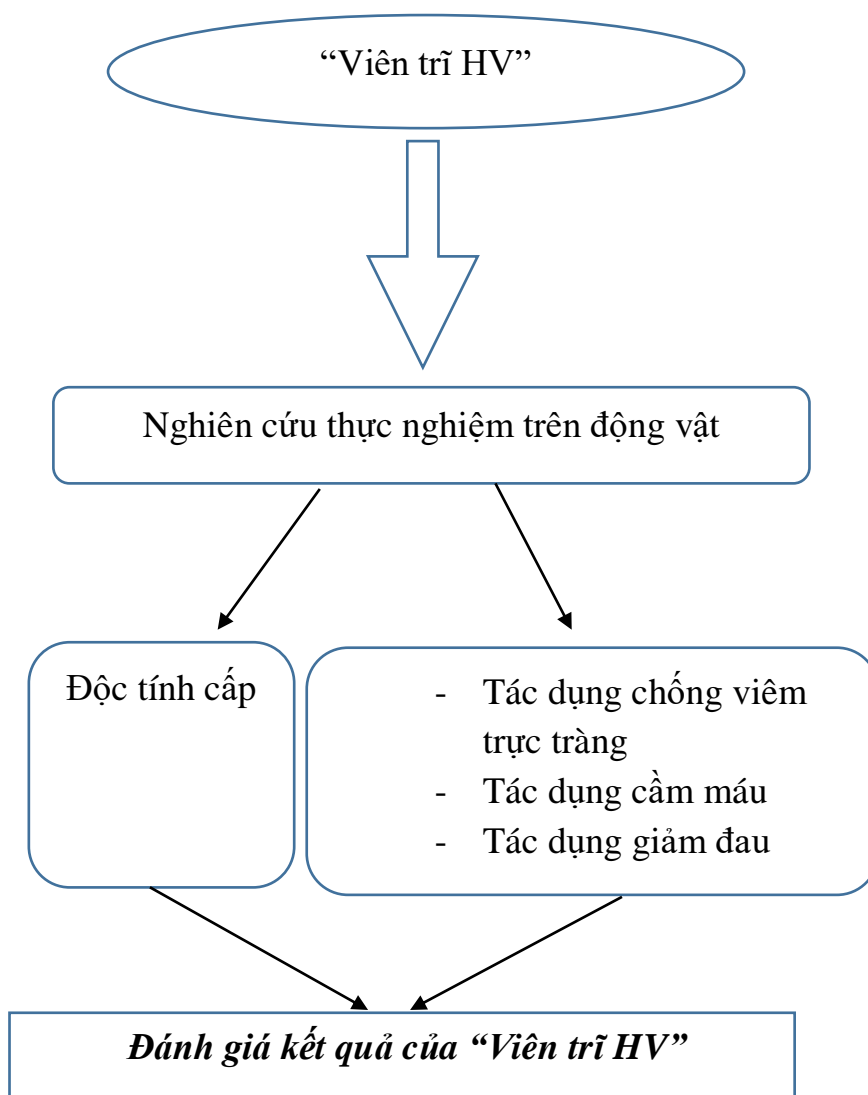 “Viên trĩ HV”
Nghiên cứu thực nghiệm trên động vật
Độc tính cấp
- Tác dụng chống viêm
trực tràng
- Tác dụng cầm máu
- Tác dụng giảm đau
Đánh giá kết quả của “Viên trĩ HV”